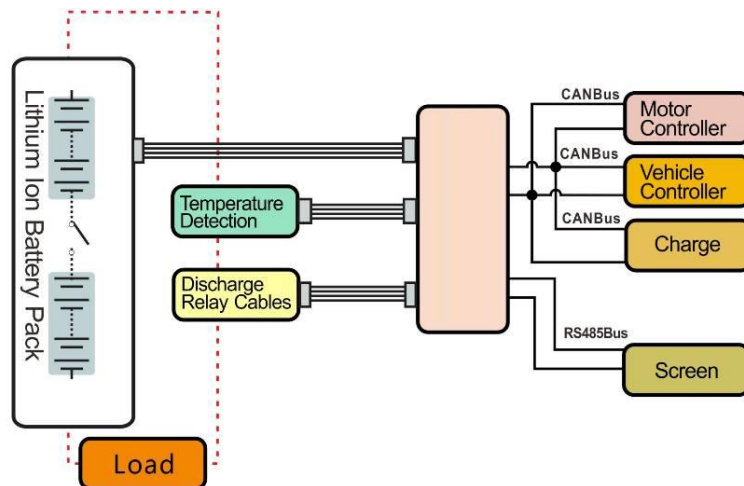 Lithium Ion Battery Pack
Temperature
Detection
Discharge
Relay Cables
Load
CANBus
Motor
Controller
CANBus
Vehicle
Controller
CANBus
Charge
RS485Bus
Screen